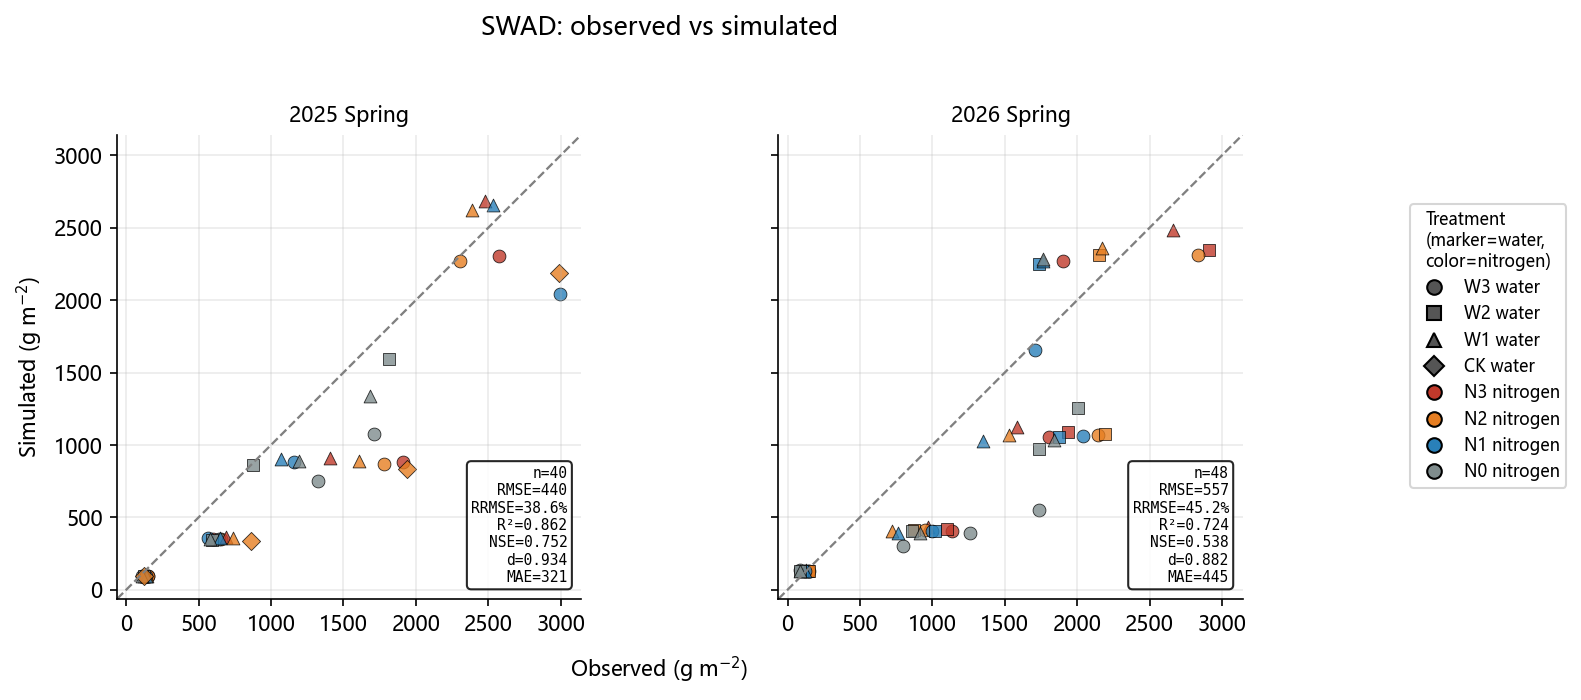 SWAD: observed vs simulated
2025 Spring
2026 Spring
Simulated (g m⁻²)
3000
2500
2000
1500
1000
500
0
n=40
RMSE=440
RRMSE=38.6%
R²=0.862
NSE=0.752
d=0.934
MAE=321
0 500 1000 1500 2000 2500 3000
n=48
RMSE=557
RRMSE=45.2%
R²=0.724
NSE=0.538
d=0.882
MAE=445
0 500 1000 1500 2000 2500 3000
Observed (g m⁻²)
Treatment
(marker=water,
color=nitrogen)
W3 water
W2 water
W1 water
CK water
N3 nitrogen
N2 nitrogen
N1 nitrogen
N0 nitrogen